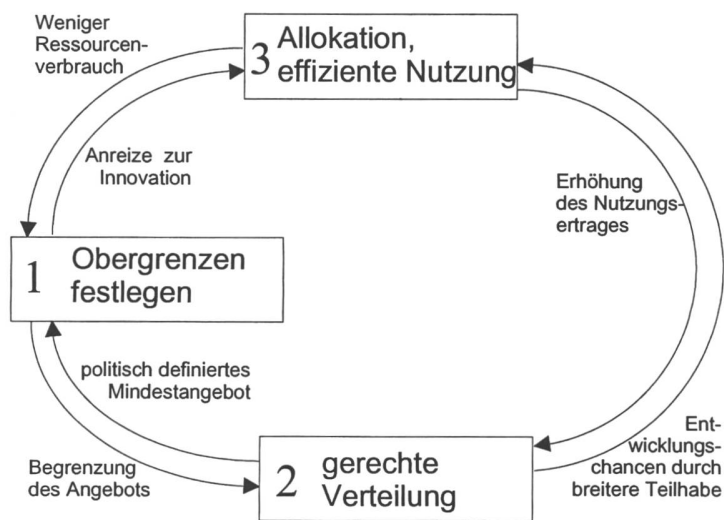 Weniger
Ressourcen-
verbrauch
3 Allokation,
effiziente Nutzung
Anreize zur
Innovation
Erhöhung
des Nutzungs-
ertrages
1 Obergrenzen
festlegen
politisch definiertes
Mindestangebot
Begrenzung
des Angebots
2 gerechte
Verteilung
Ent-
wicklungs-
chancen durch
breitere Teilhabe